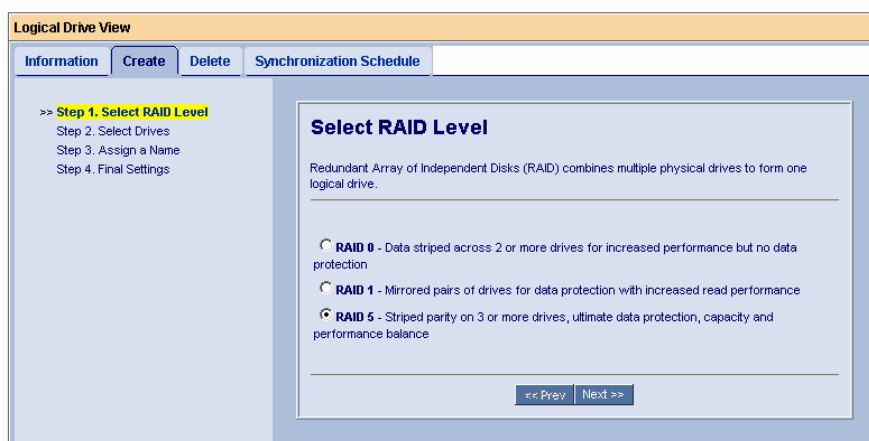 Logical Drive View
Information Create Delete Synchronization Schedule
>> Step 1. Select RAID Level
Step 2. Select Drives
Step 3. Assign a Name
Step 4. Final Settings
Select RAID Level
Redundant Array of Independent Disks (RAID) combines multiple physical drives to form one
logical drive.
RAID 0 - Data striped across 2 or more drives for increased performance but no data
protection
RAID 1 - Mirrored pairs of drives for data protection with increased read performance
RAID 5 - Striped parity on 3 or more drives, ultimate data protection, capacity and
performance balance
<< Prev Next >>